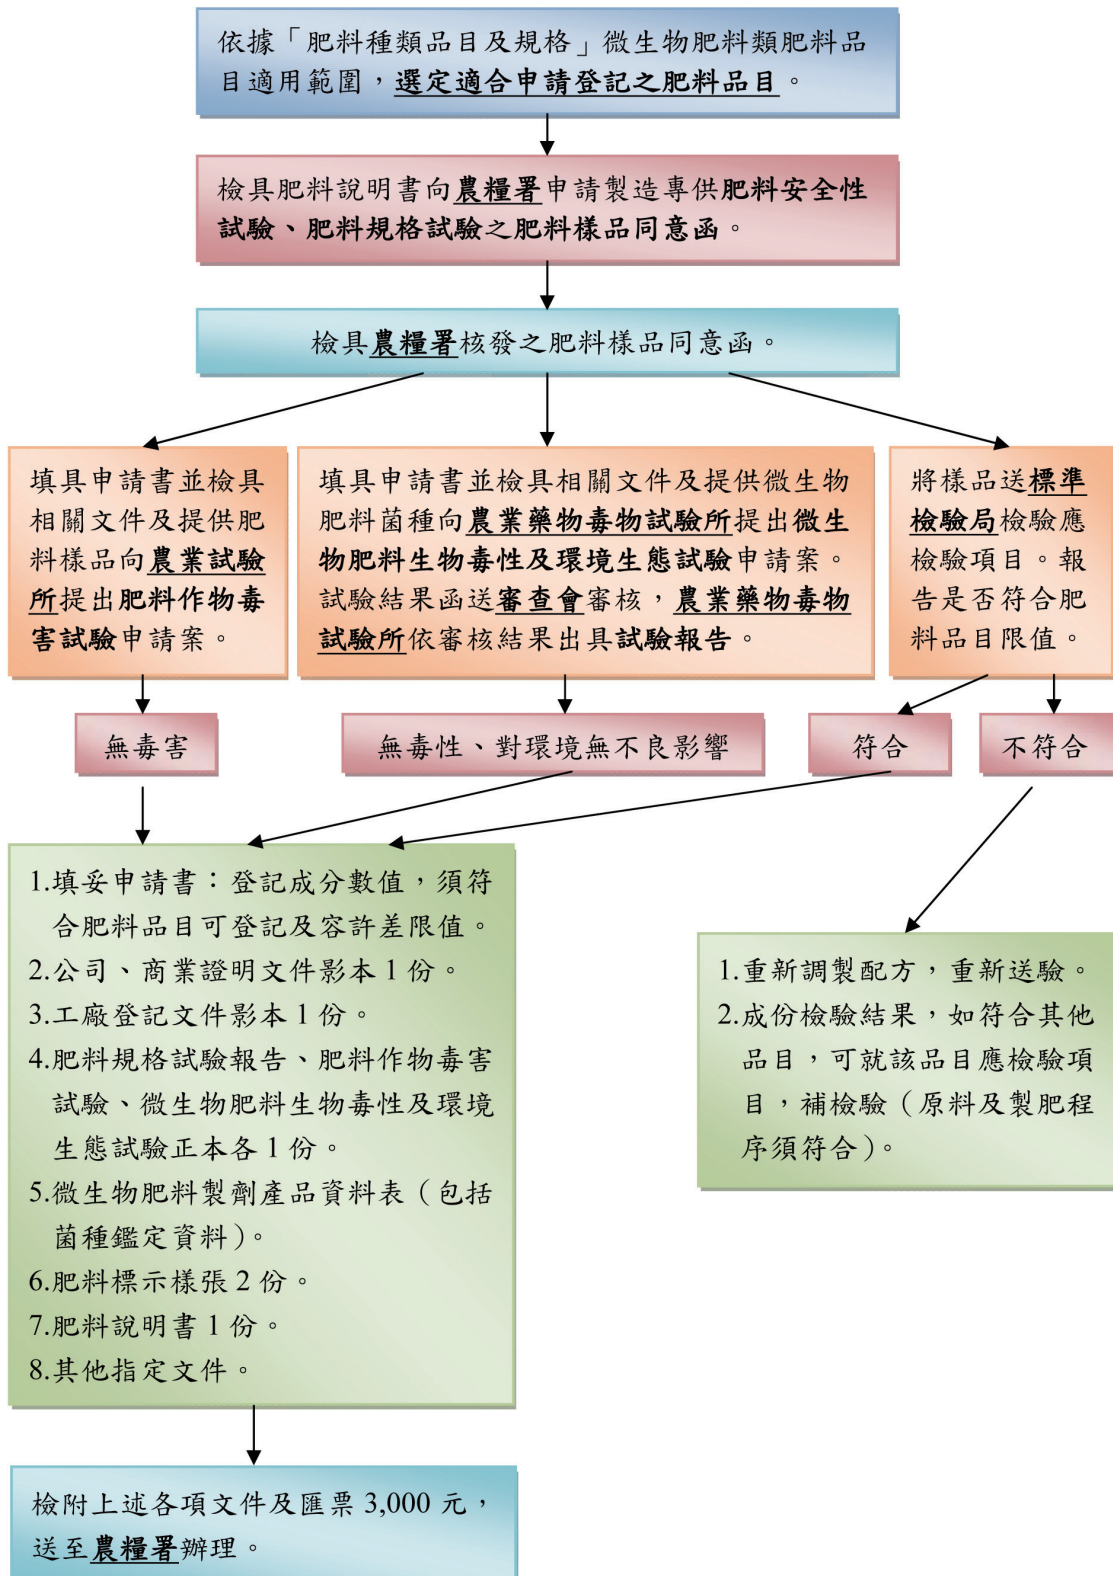 依據「肥料種類品目及規格」微生物肥料類肥料品
目適用範圍，選定適合申請登記之肥料品目。
檢具肥料說明書向農糧署申請製造專供肥料安全性
試驗、肥料規格試驗之肥料樣品同意函。
檢具農糧署核發之肥料樣品同意函。
填具申請書並檢具
相關文件及提供肥
料樣品向農業試驗
所提出肥料作物毒
害試驗申請案。
填具申請書並檢具相關文件及提供微生物
肥料菌種向農業藥物毒物試驗所提出微生
物肥料生物毒性及環境生態試驗申請案。
試驗結果函送審查會審核，農業藥物毒物
試驗所依審核結果出具試驗報告。
將樣品送標準
檢驗局檢驗應
檢驗項目。報
告是否符合肥
料品目限值。
無毒害
無毒性、對環境無不良影響
符合
不符合
1.填妥申請書：登記成分數值，須符
合肥料品目可登記及容許差限值。
2.公司、商業證明文件影本 1 份。
3.工廠登記文件影本 1 份。
4.肥料規格試驗報告、肥料作物毒害
試驗、微生物肥料生物毒性及環境
生態試驗正本各 1 份。
5.微生物肥料製劑產品資料表（包括
菌種鑑定資料）。
6.肥料標示樣張 2 份。
7.肥料說明書 1 份。
8.其他指定文件。
1.重新調製配方，重新送驗。
2.成份檢驗結果，如符合其他
品目，可就該品目應檢驗項
目，補檢驗（原料及製肥程
序須符合）。
檢附上述各項文件及匯票 3,000 元，
送至農糧署辦理。